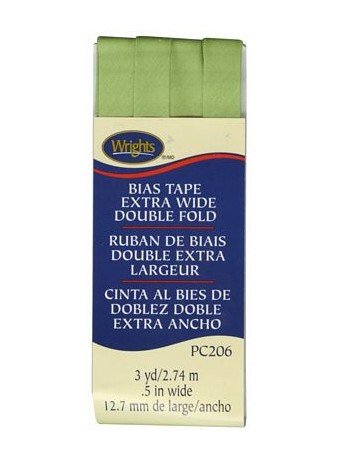 Wrights
®/MD
BIAS TAPE
EXTRA WIDE
DOUBLE FOLD
RUBAN DE BIAIS
DOUBLE EXTRA
LARGEUR
CINTA AL BIES DE
DOBLEZ DOBLE
EXTRA ANCHO
PC206
3 yd/2.74 m
.5 in wide
12.7 mm de large/ancho